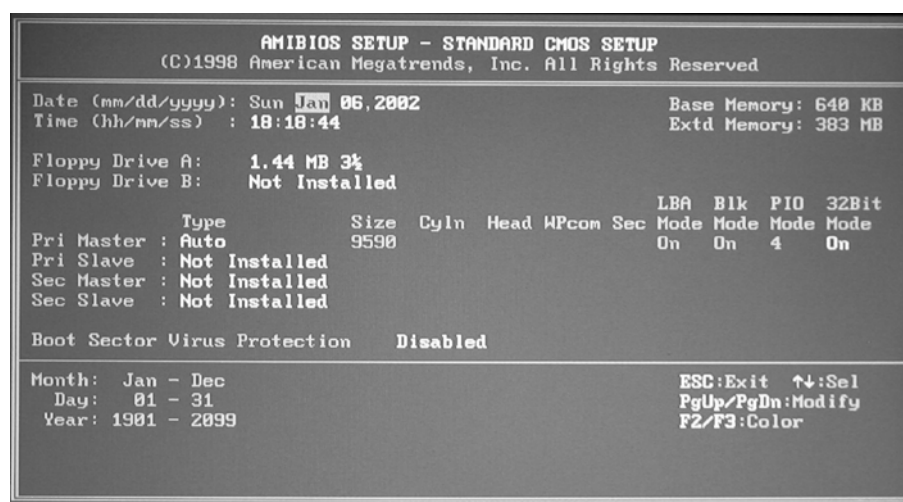 AMIBIOS SETUP - STANDARD CMOS SETUP
(C)1998 American Megatrends, Inc. All Rights Reserved
Date (mm/dd/yyyy): Sun Jan 06,2002 Base Memory: 640 KB
Time (hh/mm/ss) : 18:18:44 Extd Memory: 383 MB
Floppy Drive A: 1.44 MB 3½
Floppy Drive B: Not Installed
LBA Blk PIO 32Bit
Type Size Cyln Head WPcom Sec Mode Mode Mode Mode
Pri Master : Auto 9590 On On 4 On
Pri Slave : Not Installed
Sec Master : Not Installed
Sec Slave : Not Installed
Boot Sector Virus Protection Disabled
Month: Jan - Dec ESC:Exit ↑↓:Sel
Day: 01 - 31 PgUp/PgDn:Modify
Year: 1901 - 2099 F2/F3:Color